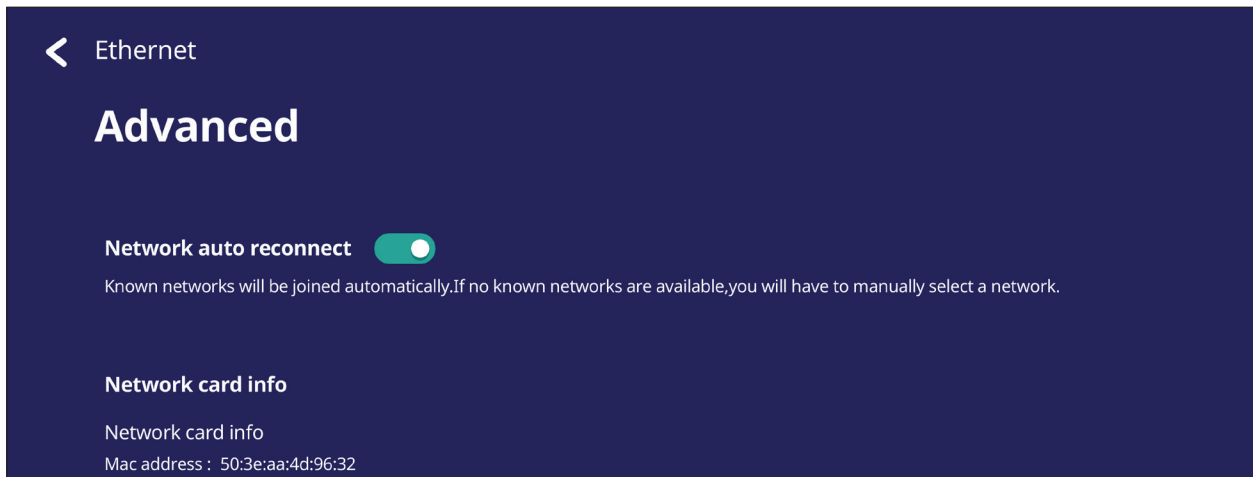 Ethernet
Advanced
Network auto reconnect
Known networks will be joined automatically.If no known networks are available,you will have to manually select a network.
Network card info
Network card info
Mac address :  50:3e:aa:4d:96:32